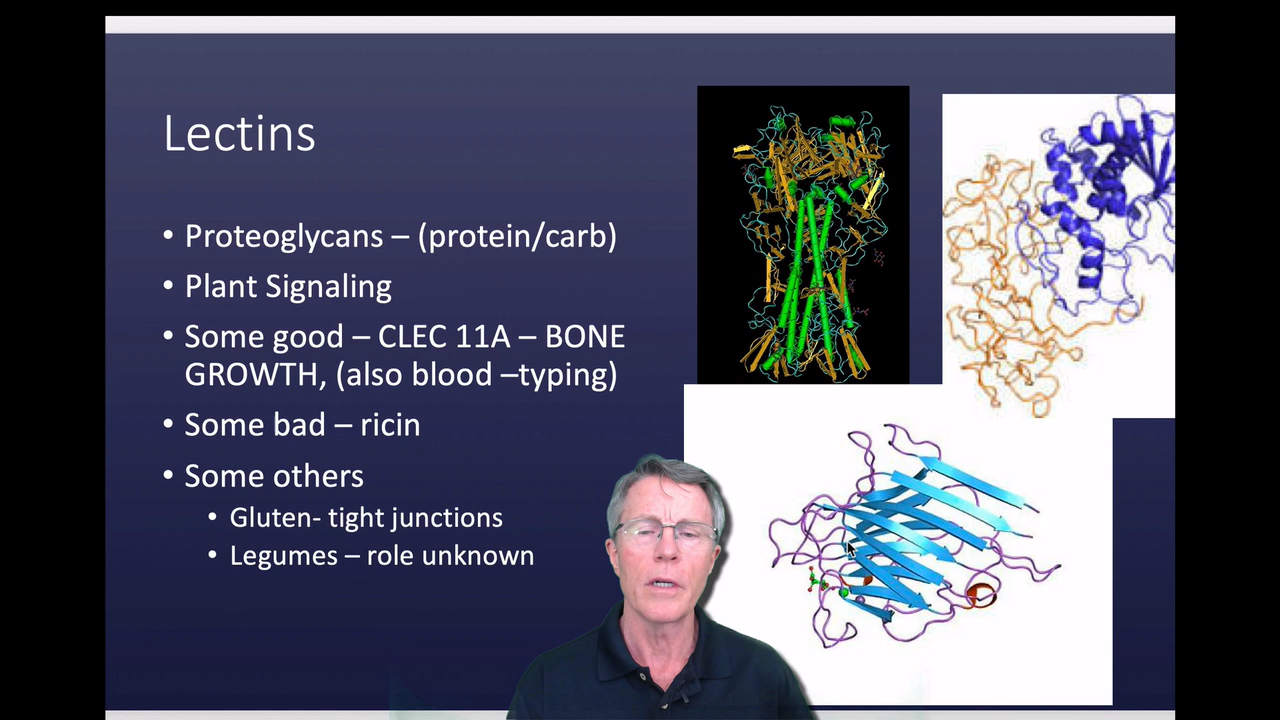 Lectins
• Proteoglycans – (protein/carb)
• Plant Signaling
• Some good – CLEC 11A – BONE
GROWTH, (also blood –typing)
• Some bad – ricin
• Some others
• Gluten- tight junctions
• Legumes – role unknown